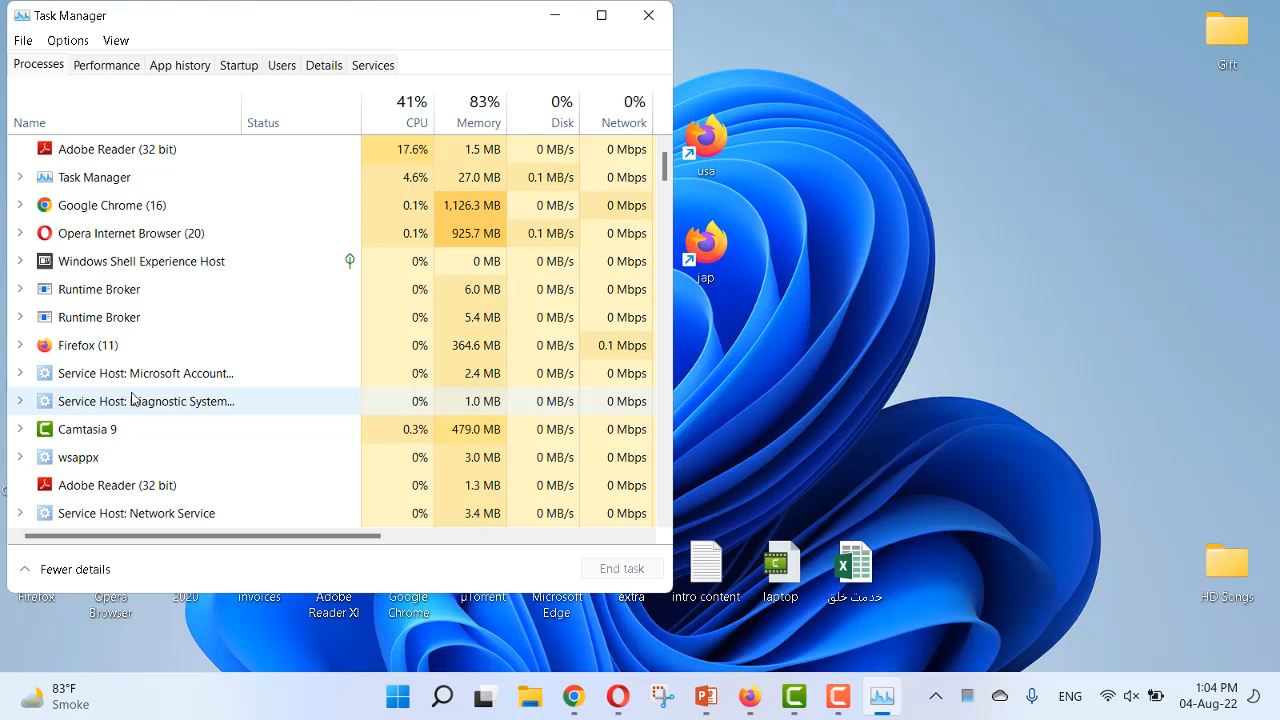 Task Manager
File Options View
Processes Performance App history Startup Users Details Services
41% 83% 0% 0%
Name Status CPU Memory Disk Network
Adobe Reader (32 bit) 17.6% 1.5 MB 0 MB/s 0 Mbps
Task Manager 4.6% 27.0 MB 0.1 MB/s 0 Mbps
Google Chrome (16) 0.1% 1,126.3 MB 0 MB/s 0 Mbps
Opera Internet Browser (20) 0.1% 925.7 MB 0.1 MB/s 0 Mbps
Windows Shell Experience Host 0% 0 MB 0 MB/s 0 Mbps
Runtime Broker 0% 6.0 MB 0 MB/s 0 Mbps
Runtime Broker 0% 5.4 MB 0 MB/s 0 Mbps
Firefox (11) 0% 364.6 MB 0 MB/s 0.1 Mbps
Service Host: Microsoft Account... 0% 2.4 MB 0 MB/s 0 Mbps
Service Host: Diagnostic System... 0% 1.0 MB 0 MB/s 0 Mbps
Camtasia 9 0.3% 479.0 MB 0 MB/s 0 Mbps
wsappx 0% 3.0 MB 0 MB/s 0 Mbps
Adobe Reader (32 bit) 0% 1.3 MB 0 MB/s 0 Mbps
Service Host: Network Service 0% 3.4 MB 0 MB/s 0 Mbps
Fewer details End task
Gift
usa
jap
Firefox Opera Browser 2020 Invoices Adobe Reader XI Google Chrome µTorrent Microsoft Edge extra intro content laptop خدمت خلق HD Songs
83°F
Smoke
ENG
1:04 PM
04-Aug-22